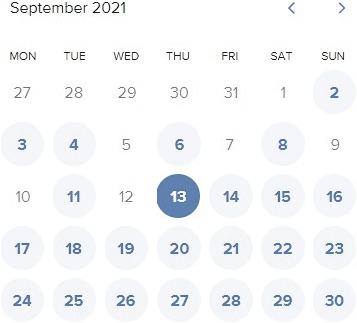 September 2021
MON TUE WED THU FRI SAT SUN
27 28 29 30 31 1 2
3 4 5 6 7 8 9
10 11 12 13 14 15 16
17 18 19 20 21 22 23
24 25 26 27 28 29 30